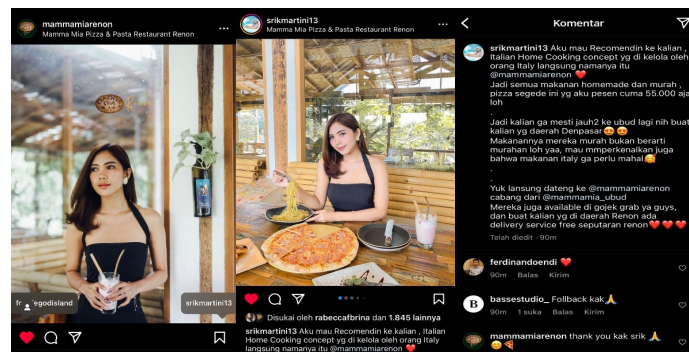 mammamiarenon
Mamma Mia Pizza & Pasta Restaurant Renon
egodisland
srikmartini13
srikmartini13
Mamma Mia Pizza & Pasta Restaurant Renon
Disukai oleh rabeccafbrina dan 1.845 lainnya
srikmartini13 Aku mau Recomendin ke kalian , Italian
Home Cooking concept yg di kelola oleh orang Italy
langsung namanya itu @mammamiarenon ❤️
Komentar
srikmartini13 Aku mau Recomendin ke kalian ,
Italian Home Cooking concept yg di kelola oleh
orang Italy langsung namanya itu
@mammamiarenon ❤️
Jadi semua makanan homemade dan murah ,
pizza segede ini yg aku pesen cuma 55.000 aja
loh
.
Jadi kalian ga mesti jauh2 ke ubud lagi nih buat
kalian yg daerah Denpasar😍😍
Makanannya mereka murah bukan berarti
murahan loh yaa, mau mmperkenalkan juga
bahwa makanan italy ga perlu mahal🥰
.
.
Yuk lansung dateng ke @mammamiarenon
cabang dari @mammamia_ubud
Mereka juga available di gojek grab ya guys,
dan buat kalian yg di daerah Renon ada
delivery service free seputaran renon❤️❤️❤️
Telah diedit · 90m
ferdinandoendi ❤️
90m Balas Kirim
B
bassestudio_ Follback kak🙏
90m 1 suka Balas Kirim
mammamiarenon thank you kak srik 🙏
😊🍕